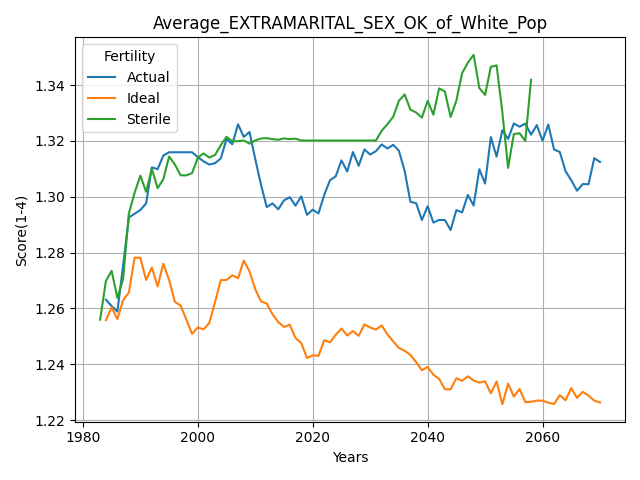 Average_EXTRAMARITAL_SEX_OK_of_White_Pop
Fertility
Actual
Ideal
Sterile
Score(1-4)
1.34
1.32
1.30
1.28
1.26
1.24
1.22
1980
2000
2020
2040
2060
Years